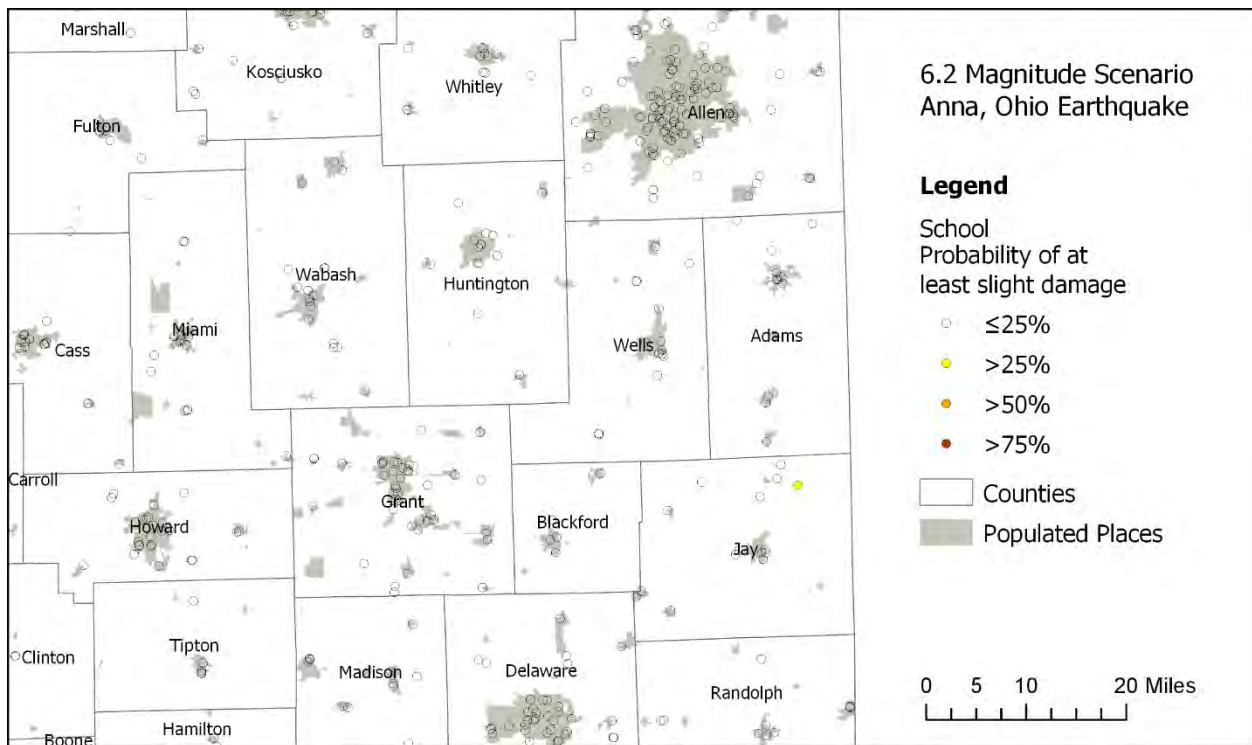 Marshall
Kosciusko
Whitley
Allen
Fulton
Wabash
Huntington
Miami
Cass
Wells
Adams
Carroll
Howard
Grant
Blackford
Jay
Clinton
Tipton
Madison
Delaware
Randolph
Hamilton
Boone
6.2 Magnitude Scenario
Anna, Ohio Earthquake
Legend
School
Probability of at
least slight damage
≤25%
>25%
>50%
>75%
Counties
Populated Places
0 5 10 20 Miles